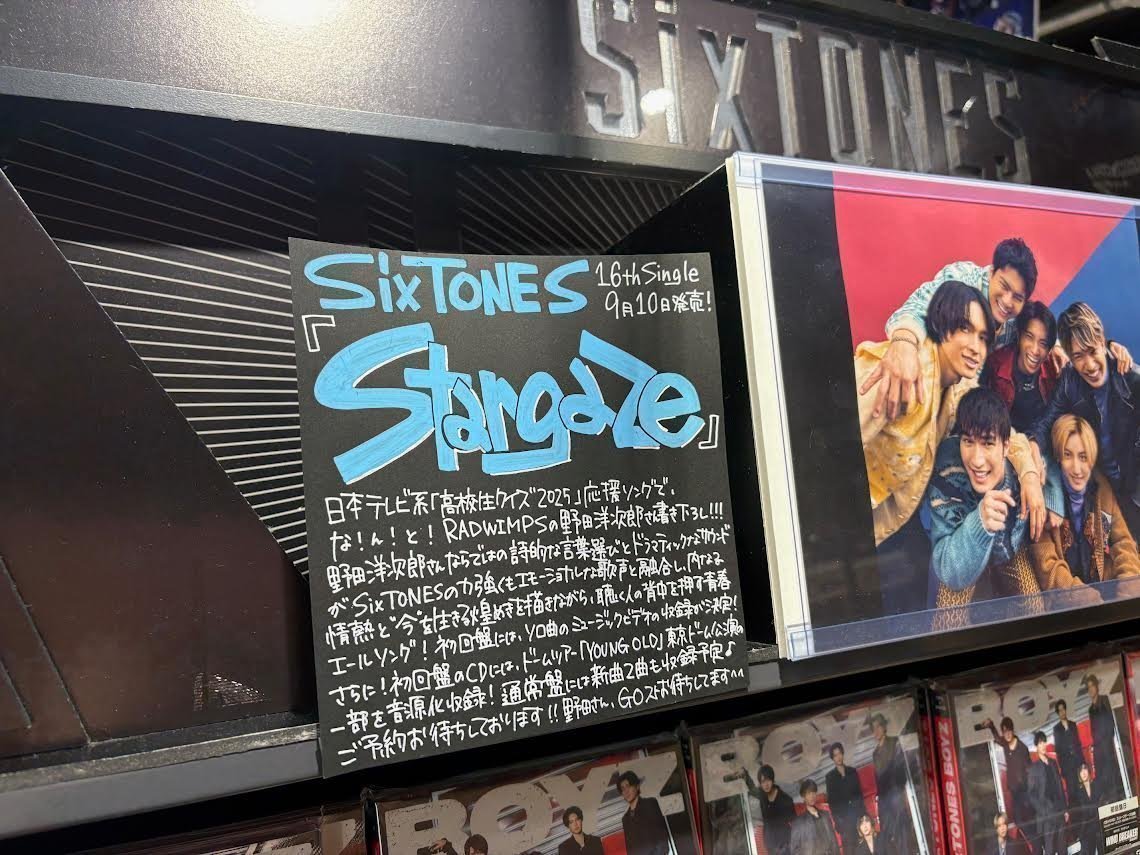 SixTONES
SixTONES
16thSingle
9月10日発売!
『Stargaze』
日本テレビ系「高校生クイズ2025」応援ソングで、
な!ん!と!RADWIMPSの野田洋次郎さん書き下ろし!!!
野田洋次郎さんならではの詩的な言葉選びとドラマティックなサウンド
がSixTONESの力強くもエモーショナルな歌声と融合し、内なる
情熱と"今"を生きる煌めきを描きながら、聴く人の背中を押す青春
エールソング!初回盤には、ソロ曲のミュージックビデオの収録が決定!
さらに!初回盤のCDには、ドームツアー「YOUNG OLD」東京ドーム公演の
一部を音源化収録!通常盤には新曲2曲も収録予定♪
ご予約お待ちしております!!野田さん、GOストお待ちしてます^^
BOYZ
BOYZ
BOYZ
TONES BOYZ
初回盤B
WHO BREAKER